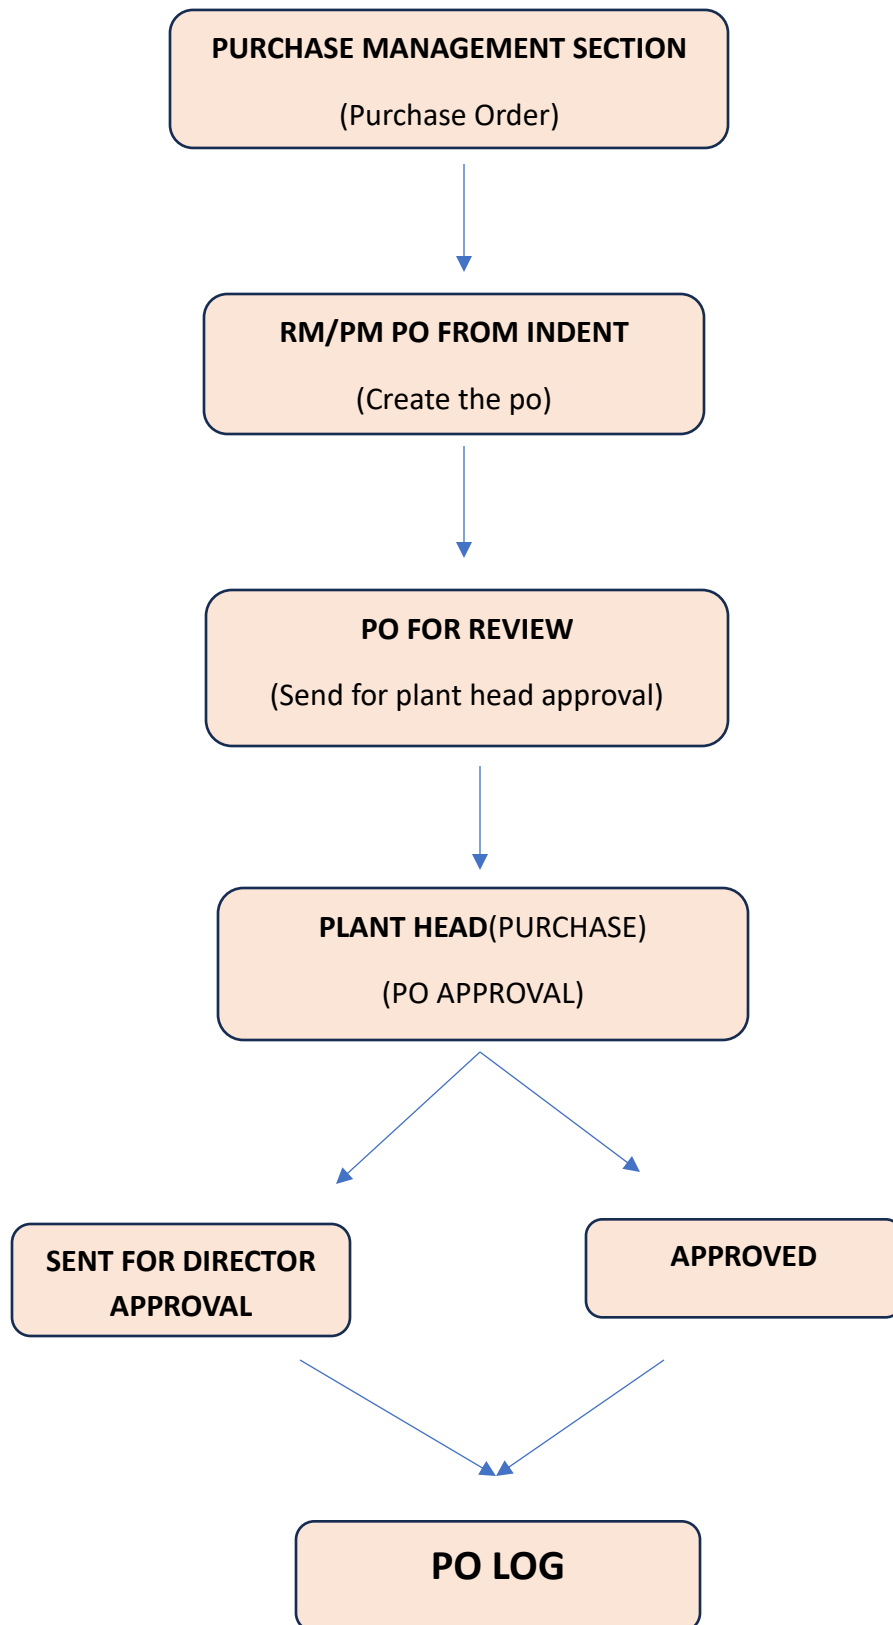 PURCHASE MANAGEMENT SECTION
(Purchase Order)
RM/PM PO FROM INDENT
(Create the po)
PO FOR REVIEW
(Send for plant head approval)
PLANT HEAD(PURCHASE)
(PO APPROVAL)
SENT FOR DIRECTOR
APPROVAL
APPROVED
PO LOG